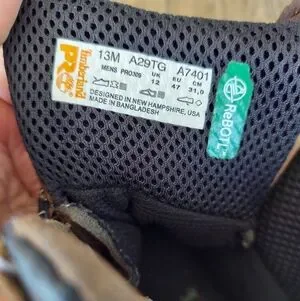 Timberland
PRO
13M A29TG A7401
MENS PRO309 UK EU CM
12 47 31,0
DESIGNED IN NEW HAMPSHIRE, USA
MADE IN BANGLADESH
ReBOTL